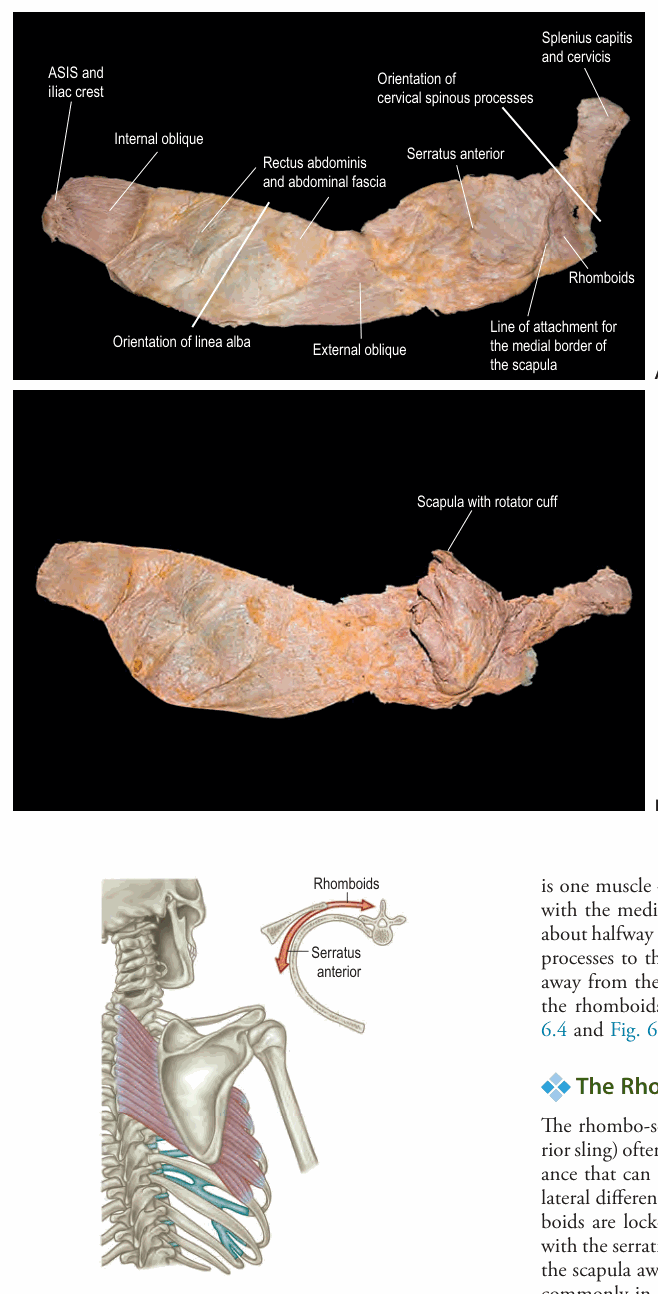 Splenius capitis
and cervicis
Orientation of
cervical spinous processes
ASIS and
iliac crest
Internal oblique
Rectus abdominis
and abdominal fascia
Serratus anterior
Rhomboids
Line of attachment for
the medial border of
the scapula
Orientation of linea alba
External oblique
Scapula with rotator cuff
Rhomboids
Serratus
anterior
is one muscle
with the medi
about halfway
processes to th
away from the
the rhomboids
6.4 and Fig. 6
The Rho
The rhombo-s
rior sling) ofter
ance that can
lateral differen
boids are lock
with the serrat
the scapula aw
commonly in